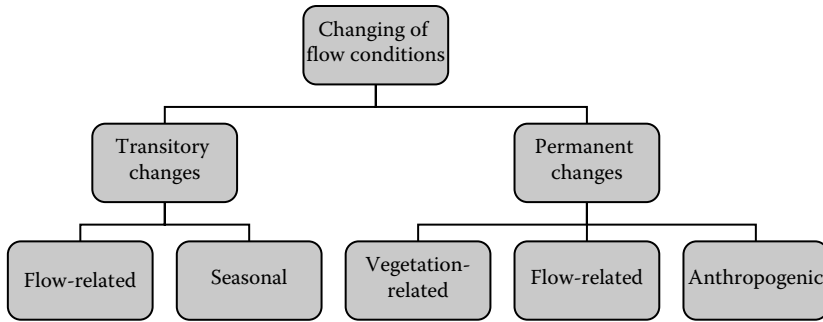 Changing of
flow conditions
Transitory
changes
Permanent
changes
Flow-related
Seasonal
Vegetation-
related
Flow-related
Anthropogenic